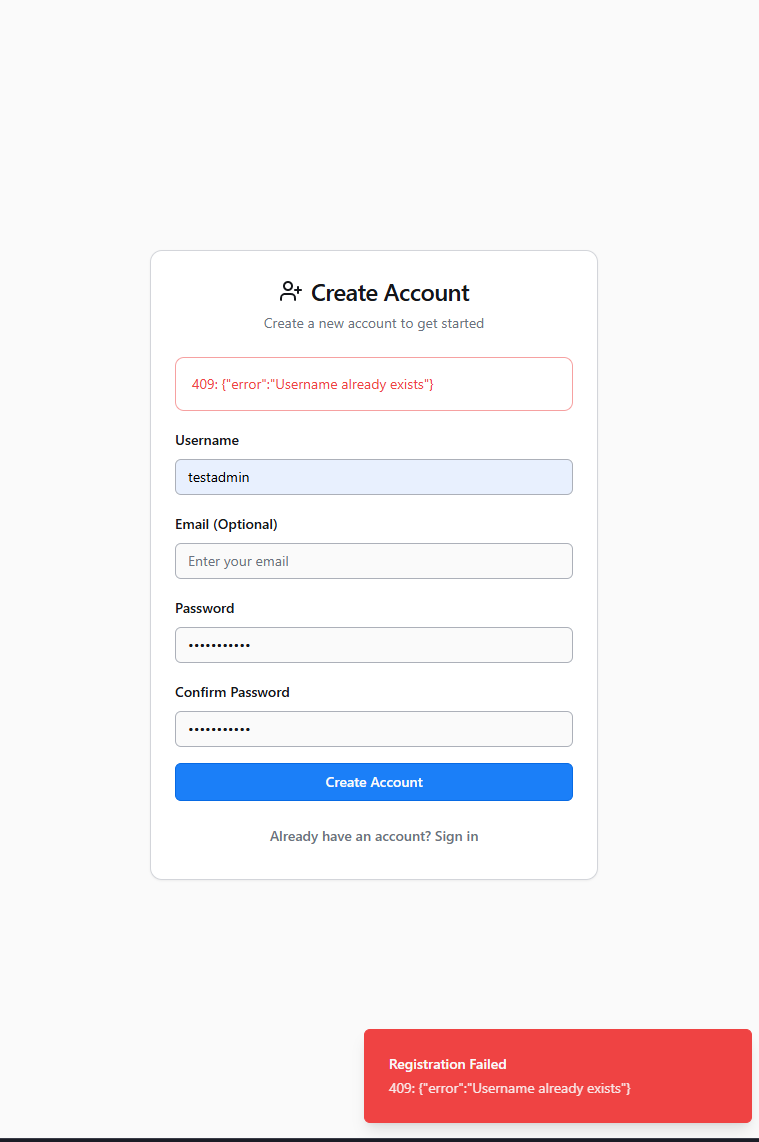 Create Account
Create a new account to get started
409: {"error":"Username already exists"}
Username
testadmin
Email (Optional)
Enter your email
Password
•••••••••••
Confirm Password
•••••••••••
Create Account
Already have an account? Sign in
Registration Failed
409: {"error":"Username already exists"}